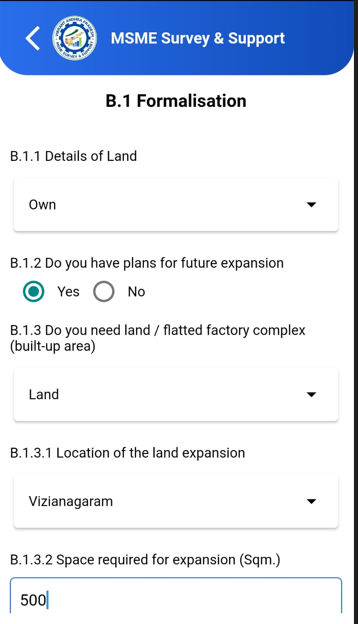 MSME Survey & Support
B.1 Formalisation
B.1.1 Details of Land
Own
B.1.2 Do you have plans for future expansion
Yes
No
B.1.3 Do you need land / flatted factory complex
(built-up area)
Land
B.1.3.1 Location of the land expansion
Vizianagaram
B.1.3.2 Space required for expansion (Sqm.)
500